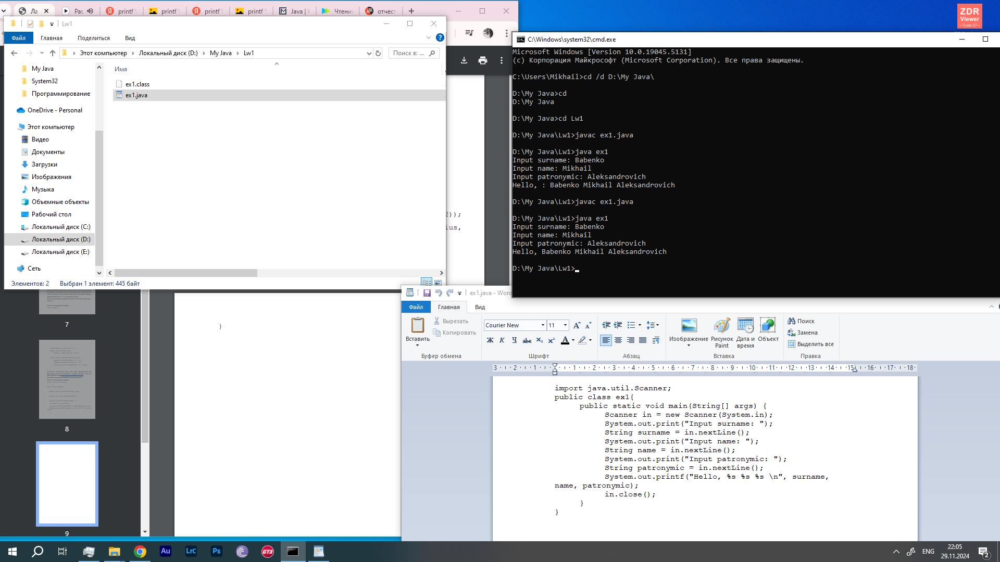 Ла
Pas
printf
printf
printf
printf
Java |
Чтени
отчест
ZDR
Viewer
~Type 07~
Lw1
Файл
Главная
Поделиться
Вид
Этот компьютер > Локальный диск (D:) > My Java > Lw1
Поиск в: ...
My Java
System32
Программирование
OneDrive - Personal
Этот компьютер
Видео
Документы
Загрузки
Изображения
Музыка
Объемные объекты
Рабочий стол
Локальный диск (C:)
Локальный диск (D:)
Локальный диск (E:)
Сеть
Имя
ex1.class
ex1.java
Элементов: 2 Выбран 1 элемент: 445 байт
2));
ius,
C:\Windows\system32\cmd.exe
Microsoft Windows [Version 10.0.19045.5131]
(c) Корпорация Майкрософт (Microsoft Corporation). Все права защищены.
C:\Users\Mikhail>cd /d D:\My Java\
D:\My Java>cd
D:\My Java
D:\My Java>cd Lw1
D:\My Java\Lw1>javac ex1.java
D:\My Java\Lw1>java ex1
Input surname: Babenko
Input name: Mikhail
Input patronymic: Aleksandrovich
Hello, : Babenko Mikhail Aleksandrovich
D:\My Java\Lw1>javac ex1.java
D:\My Java\Lw1>java ex1
Input surname: Babenko
Input name: Mikhail
Input patronymic: Aleksandrovich
Hello, Babenko Mikhail Aleksandrovich
D:\My Java\Lw1>
7
8
9
}
ex1.java - Word
Файл
Главная
Вид
Вставить
Вырезать
Копировать
Буфер обмена
Courier New
11
Ж К Ч abc X₂ X² A
Шрифт
Абзац
Изображение
Рисунок Paint
Дата и время
Объект
Вставка
Поиск
Замена
Выделить все
Правка
3 2 1 1 2 3 4 5 6 7 8 9 10 11 12 13 14 15 16 17 18
import java.util.Scanner;
public class ex1{
public static void main(String[] args) {
Scanner in = new Scanner(System.in);
System.out.print("Input surname: ");
String surname = in.nextLine();
System.out.print("Input name: ");
String name = in.nextLine();
System.out.print("Input patronymic: ");
String patronymic = in.nextLine();
System.out.printf("Hello, %s %s %s \n", surname,
name, patronymic);
in.close();
}
}
Au
Lrc
Ps
GT3
ENG
22:05
29.11.2024
2